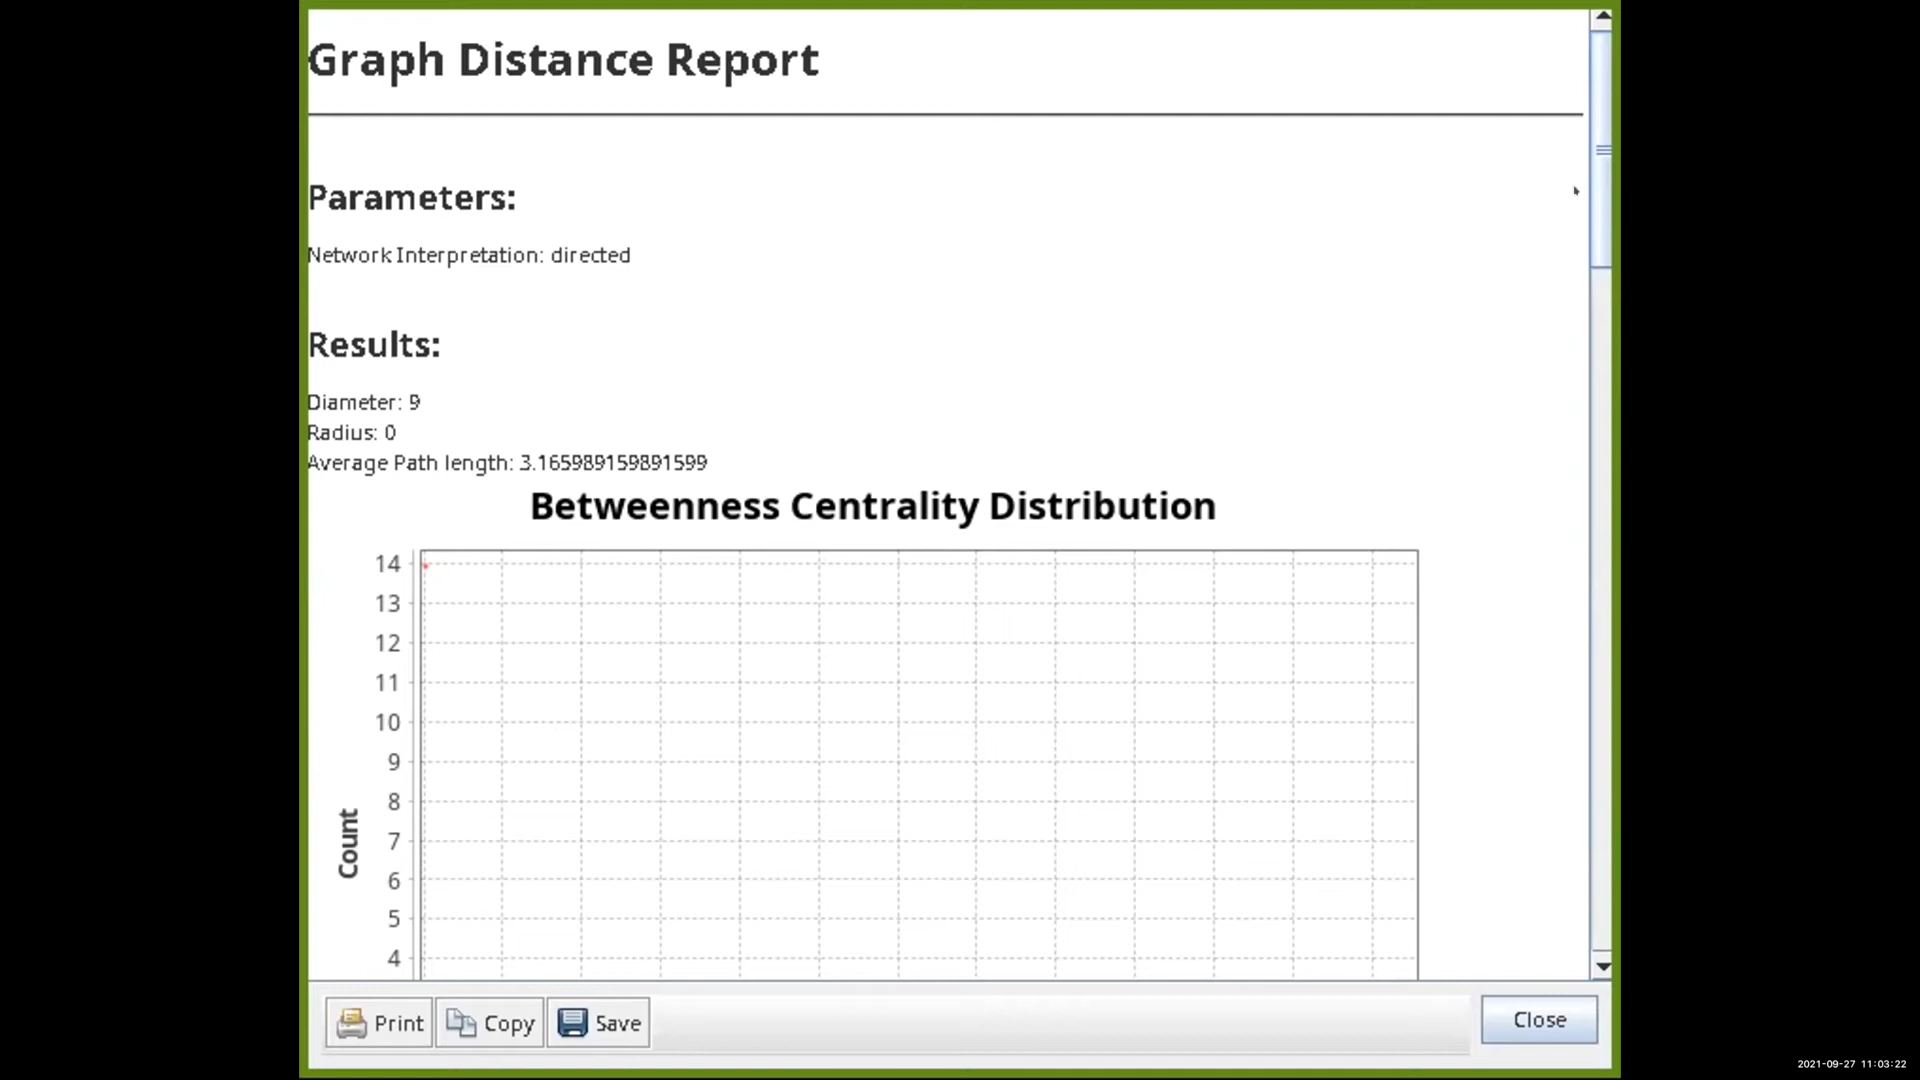 Graph Distance Report
Parameters:
Network Interpretation: directed
Results:
Diameter: 9
Radius: 0
Average Path length: 3.165989159891599
Betweenness Centrality Distribution
14
13
12
11
10
9
8
7
6
5
4
Count
Print Copy Save Close
2021-09-27 11:03:22